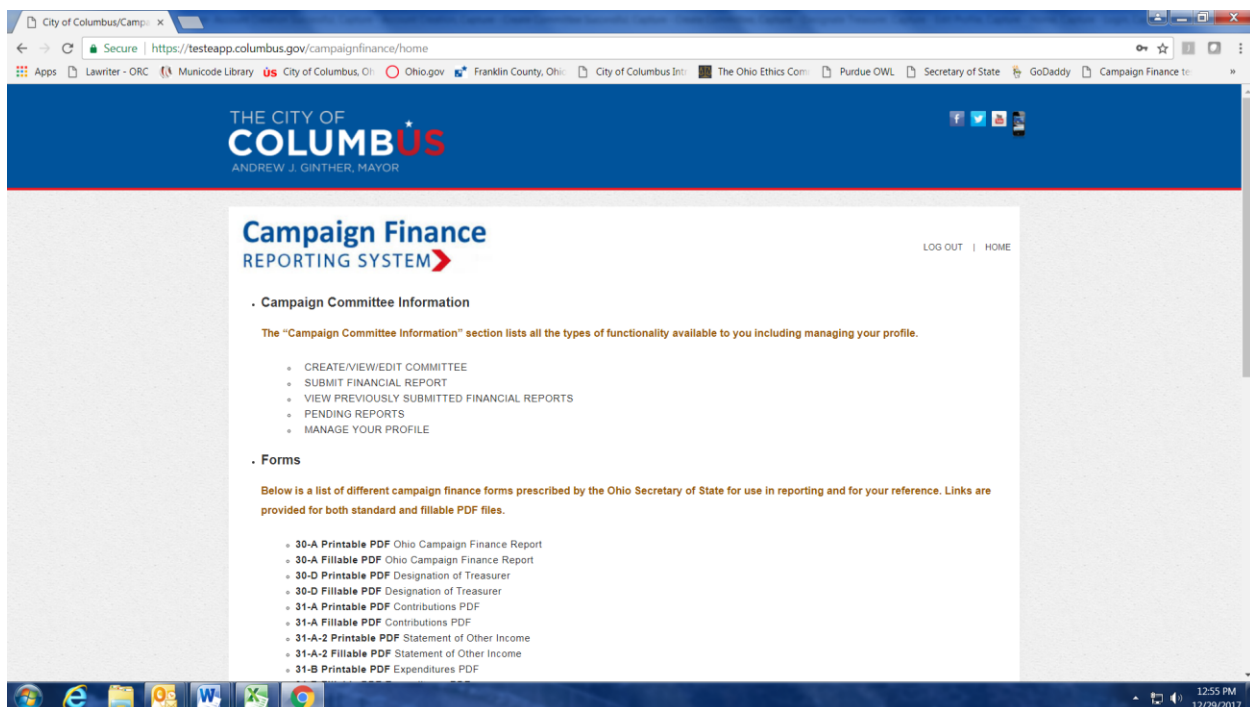 City of Columbus/Camp
Secure | https://testeapp.columbus.gov/campaignfinance/home
Apps Lawriter - ORC Municode Library City of Columbus, Oh Ohio.gov Franklin County, Ohio City of Columbus Int The Ohio Ethics Com Purdue OWL Secretary of State GoDaddy Campaign Finance te »
THE CITY OF
COLUMBUS
ANDREW J. GINTHER, MAYOR
Campaign Finance
REPORTING SYSTEM
LOG OUT | HOME
Campaign Committee Information
The “Campaign Committee Information” section lists all the types of functionality available to you including managing your profile.
CREATE/VIEW/EDIT COMMITTEE
SUBMIT FINANCIAL REPORT
VIEW PREVIOUSLY SUBMITTED FINANCIAL REPORTS
PENDING REPORTS
MANAGE YOUR PROFILE
Forms
Below is a list of different campaign finance forms prescribed by the Ohio Secretary of State for use in reporting and for your reference. Links are
provided for both standard and fillable PDF files.
30-A Printable PDF Ohio Campaign Finance Report
30-A Fillable PDF Ohio Campaign Finance Report
30-D Printable PDF Designation of Treasurer
30-D Fillable PDF Designation of Treasurer
31-A Printable PDF Contributions PDF
31-A Fillable PDF Contributions PDF
31-A-2 Printable PDF Statement of Other Income
31-A-2 Fillable PDF Statement of Other Income
31-B Printable PDF Expenditures PDF
12:55 PM
12/29/2017